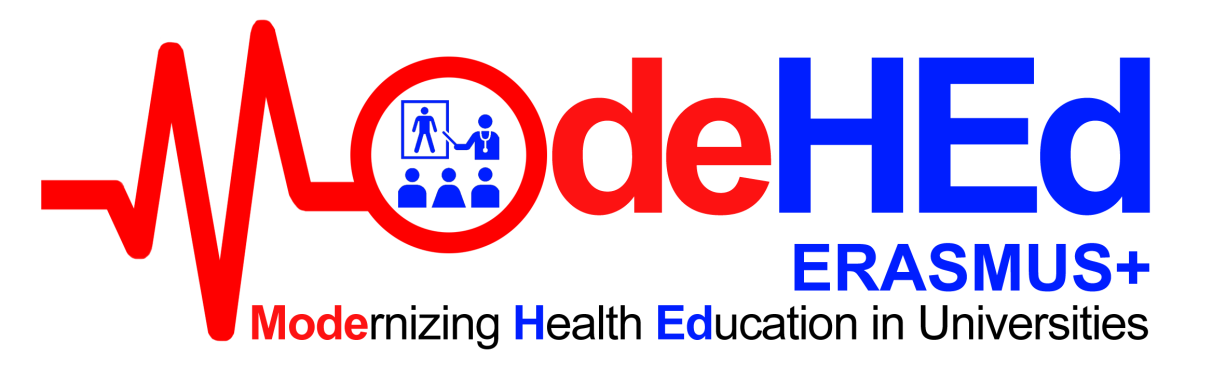 ModeHEd
ERASMUS+
Modernizing Health Education in Universities